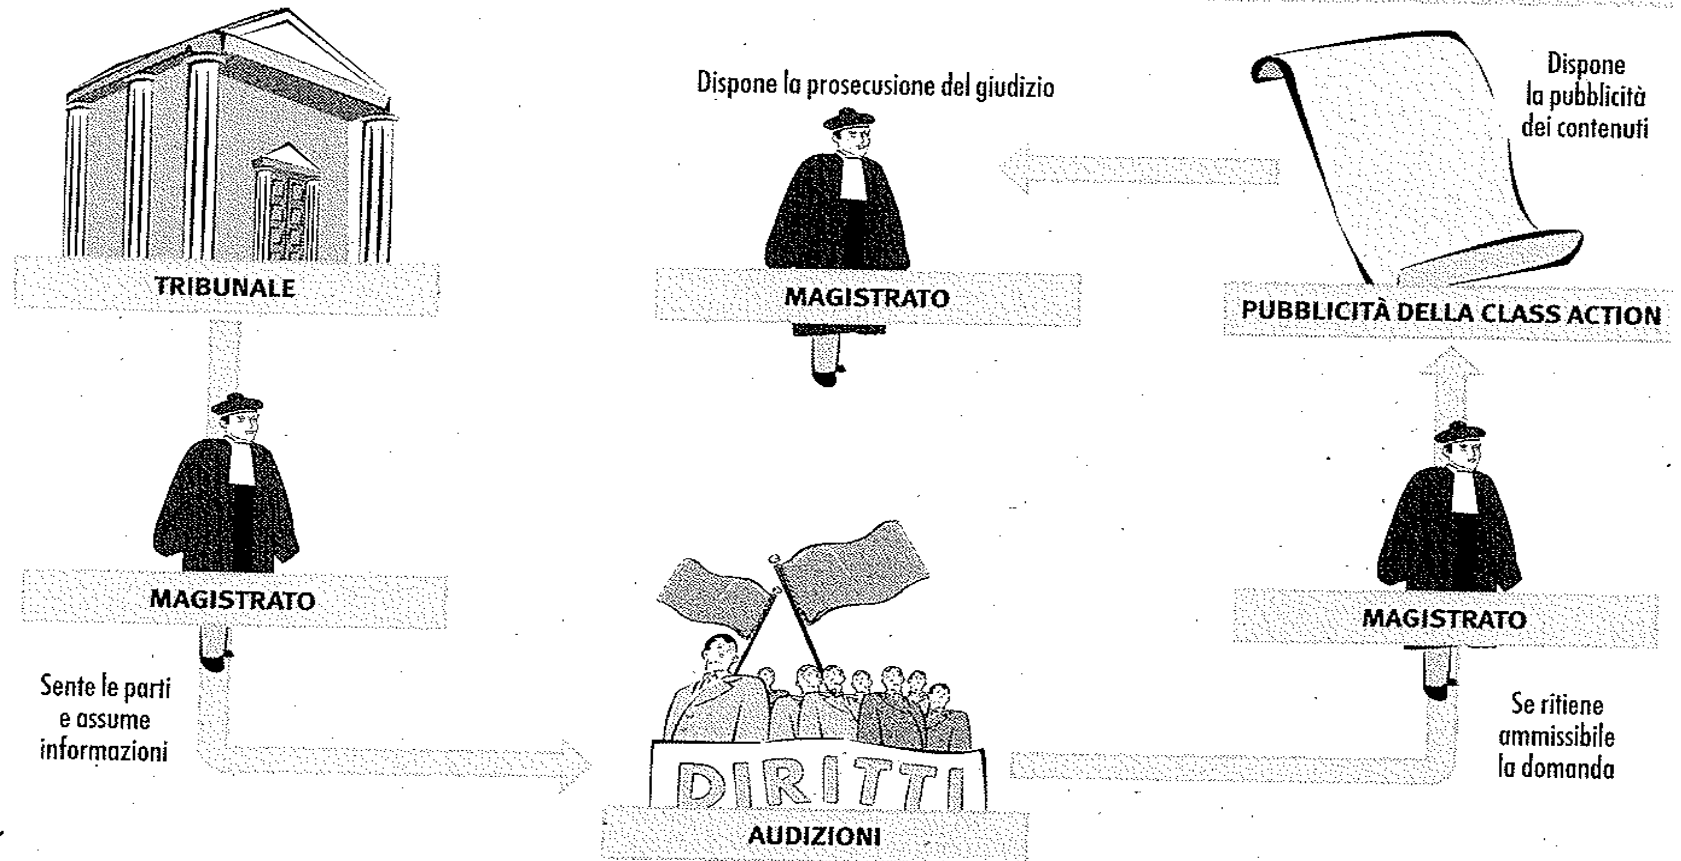 TRIBUNALE
MAGISTRATO
Sente le parti
e assume
informazioni
DIRITTI
AUDIZIONI
Se ritiene
ammissibile
la domanda
MAGISTRATO
PUBBLICITÀ DELLA CLASS ACTION
Dispone
la pubblicità
dei contenuti
Dispone la prosecusione del giudizio
MAGISTRATO